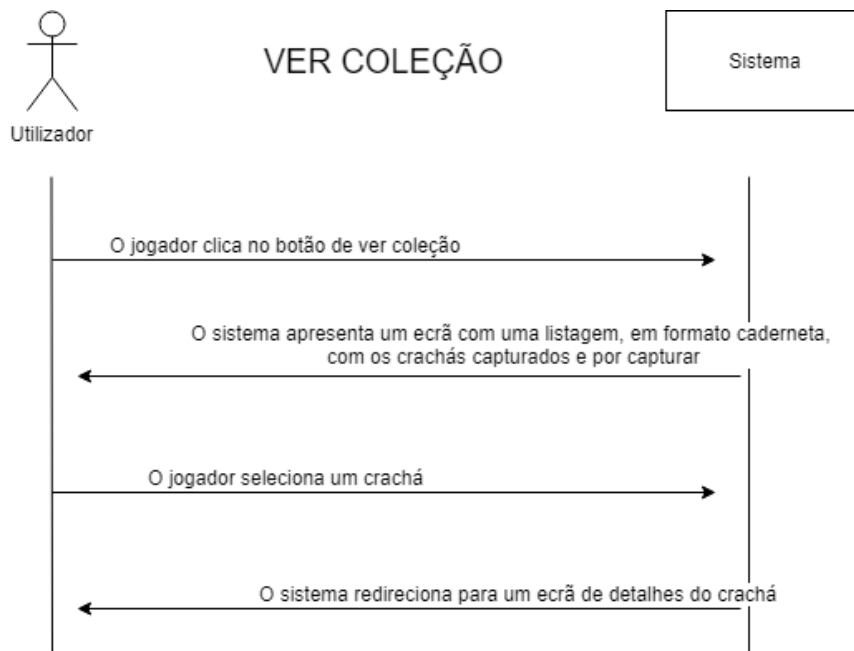 VER COLEÇÃO
Sistema
Utilizador
O jogador clica no botão de ver coleção
O sistema apresenta um ecrã com uma listagem, em formato caderneta,
com os crachás capturados e por capturar
O jogador seleciona um crachá
O sistema redireciona para um ecrã de detalhes do crachá